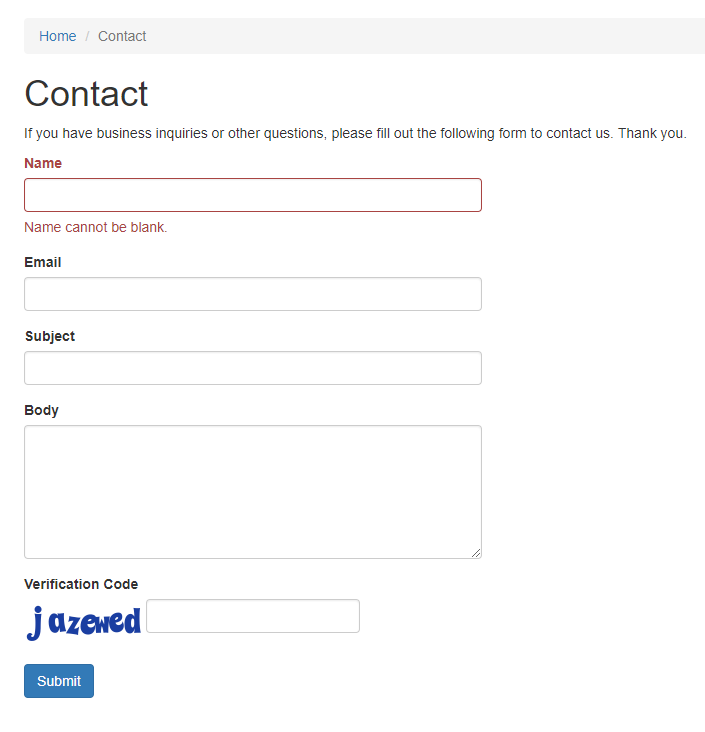 Home / Contact
Contact
If you have business inquiries or other questions, please fill out the following form to contact us. Thank you.
Name
Name cannot be blank.
Email
Subject
Body
Verification Code
jazewed
Submit